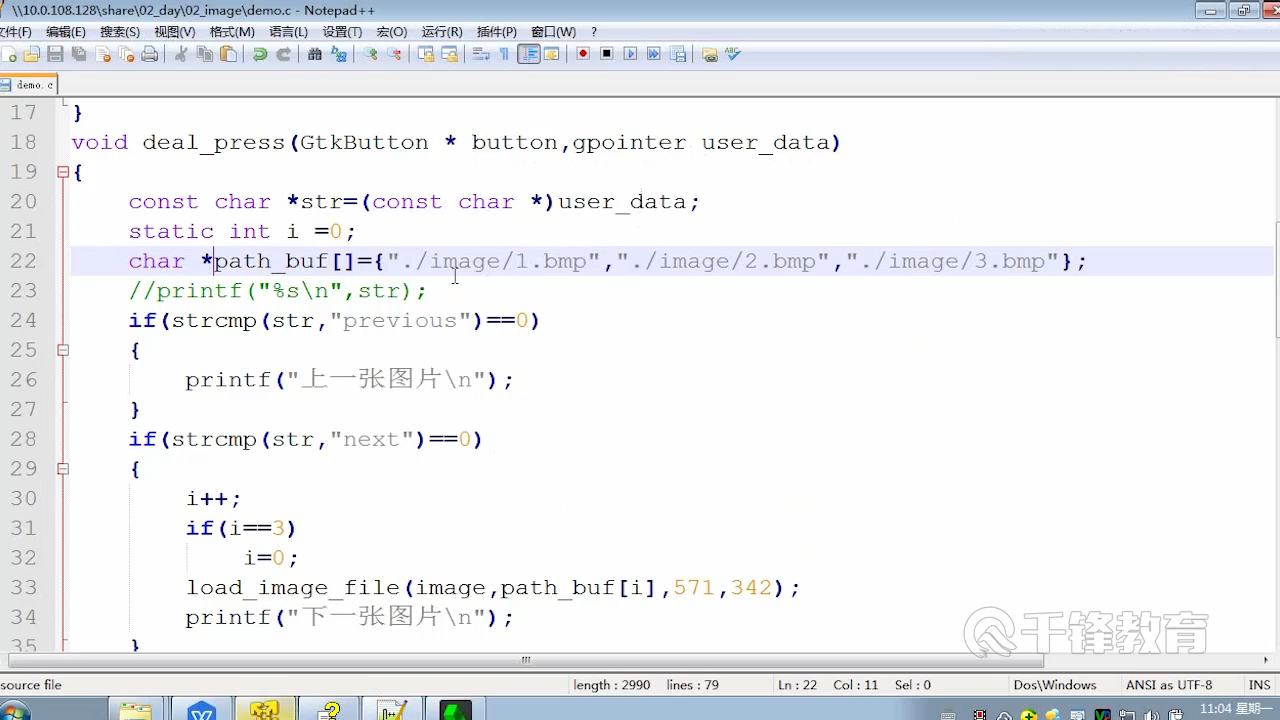 \\10.0.108.128\share\02_day\02_image\demo.c - Notepad++
文件(F) 编辑(E) 搜索(S) 视图(V) 格式(M) 语言(L) 设置(T) 宏(O) 运行(R) 插件(P) 窗口(W) ?
demo.c
17 }
18 void deal_press(GtkButton * button,gpointer user_data)
19 {
20 const char *str=(const char *)user_data;
21 static int i =0;
22 char *path_buf[]={"./image/1.bmp","./image/2.bmp","./image/3.bmp"};
23 //printf("%s\n",str);
24 if(strcmp(str,"previous")==0)
25 {
26 printf("上一张图片\n");
27 }
28 if(strcmp(str,"next")==0)
29 {
30 i++;
31 if(i==3)
32 i=0;
33 load_image_file(image,path_buf[i],571,342);
34 printf("下一张图片\n");
35 }
千锋教育
source file length : 2990 lines : 79 Ln : 22 Col : 11 Sel : 0 Dos\Windows ANSI as UTF-8 INS
11:04 星期一